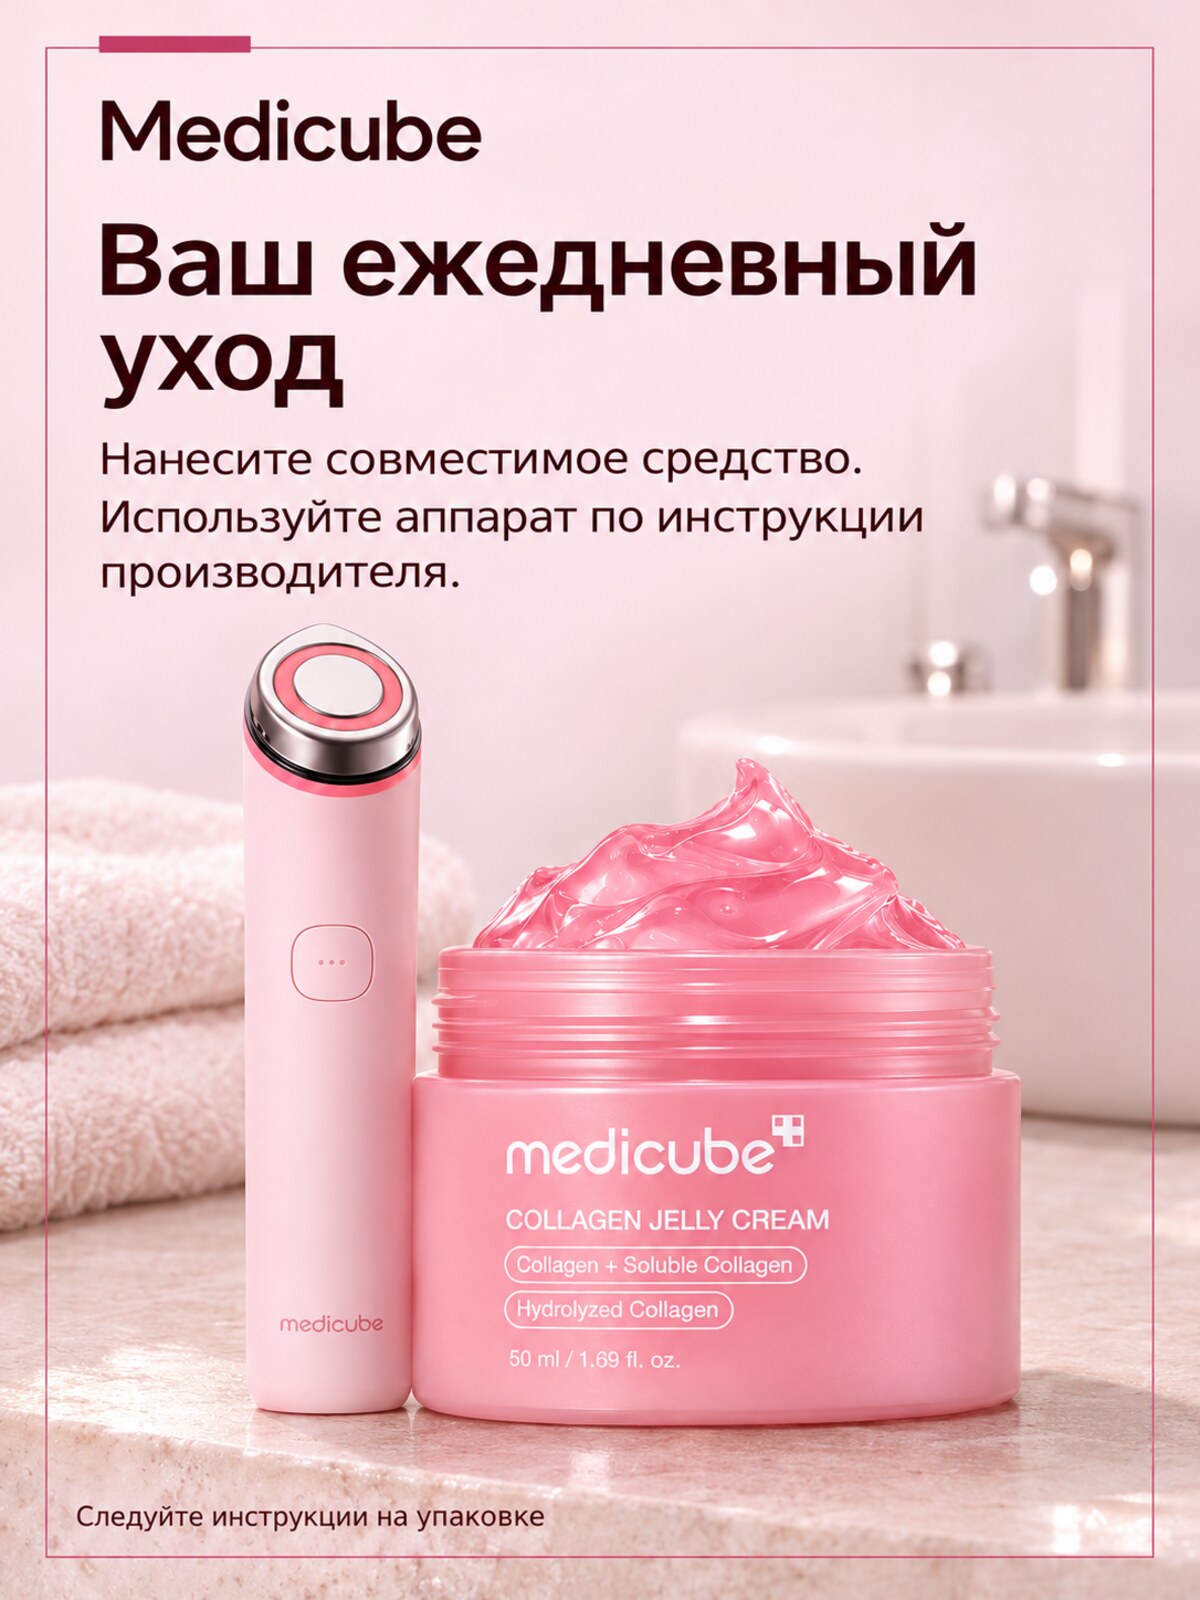 Medicube
Ваш ежедневный
уход
Нанесите совместимое средство.
Используйте аппарат по инструкции
производителя.
medicube
COLLAGEN JELLY CREAM
Collagen + Soluble Collagen
Hydrolyzed Collagen
50 ml / 1.69 fl. oz.
medicube
Следуйте инструкции на упаковке